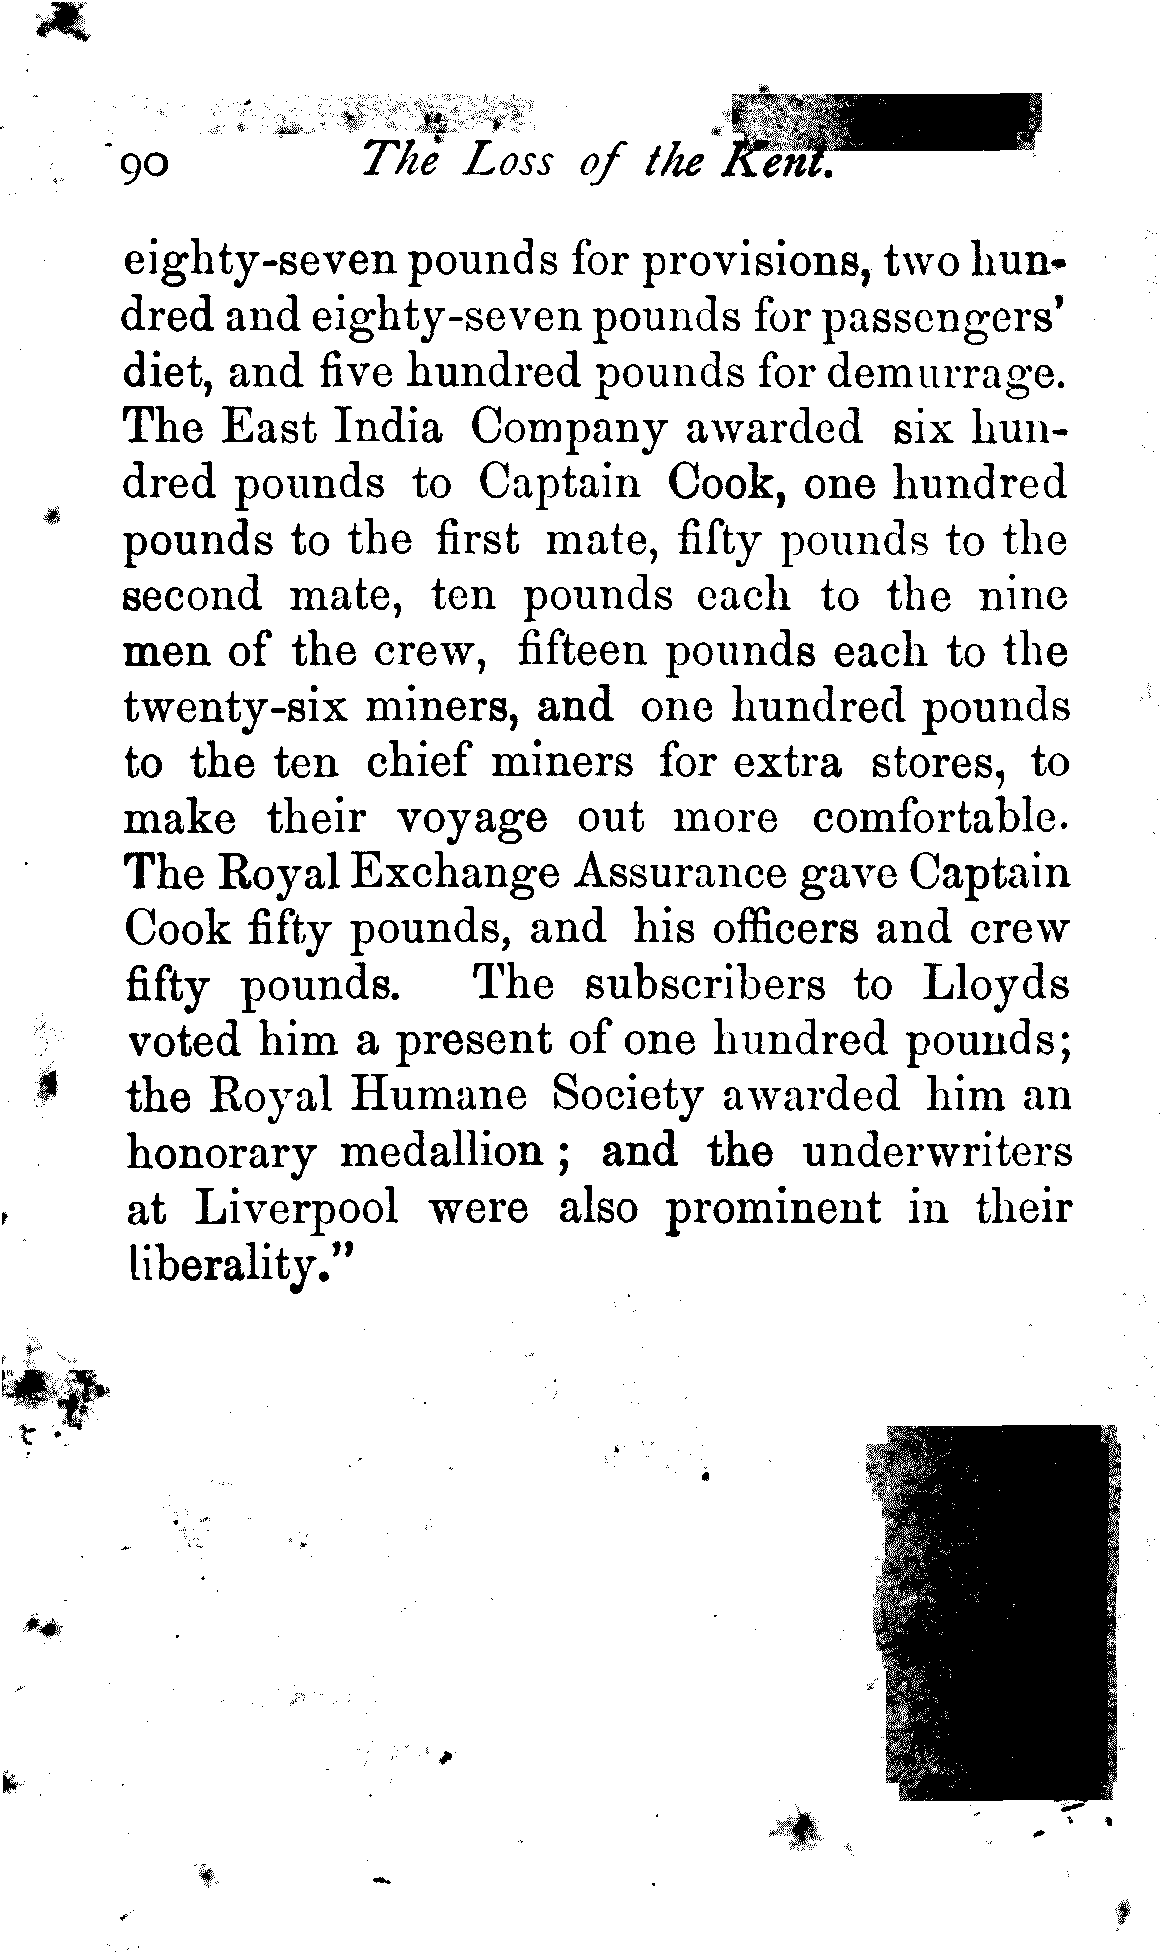 90 The Loss of the Kent.
eighty-seven pounds for provisions, two hun-
dred and eighty-seven pounds for passengers'
diet, and five hundred pounds for demurrage.
The East India Company awarded six hun-
dred pounds to Captain Cook, one hundred
pounds to the first mate, fifty pounds to the
second mate, ten pounds each to the nine
men of the crew, fifteen pounds each to the
twenty-six miners, and one hundred pounds
to the ten chief miners for extra stores, to
make their voyage out more comfortable.
The Royal Exchange Assurance gave Captain
Cook fifty pounds, and his officers and crew
fifty pounds. The subscribers to Lloyds
voted him a present of one hundred pounds;
the Royal Humane Society awarded him an
honorary medallion ; and the underwriters
at Liverpool were also prominent in their
liberality."